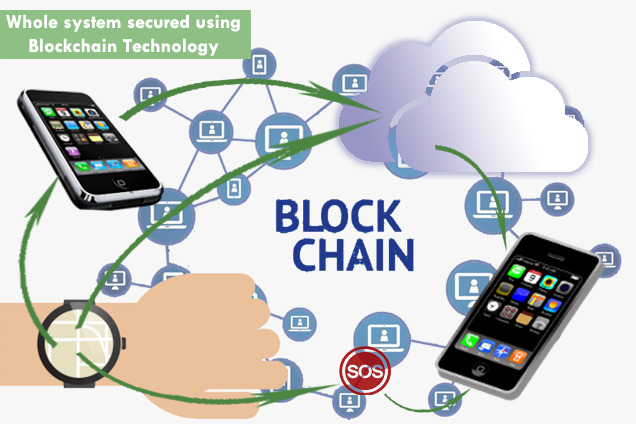 Whole system secured using
Blockchain Technology
BLOCK
CHAIN
SOS